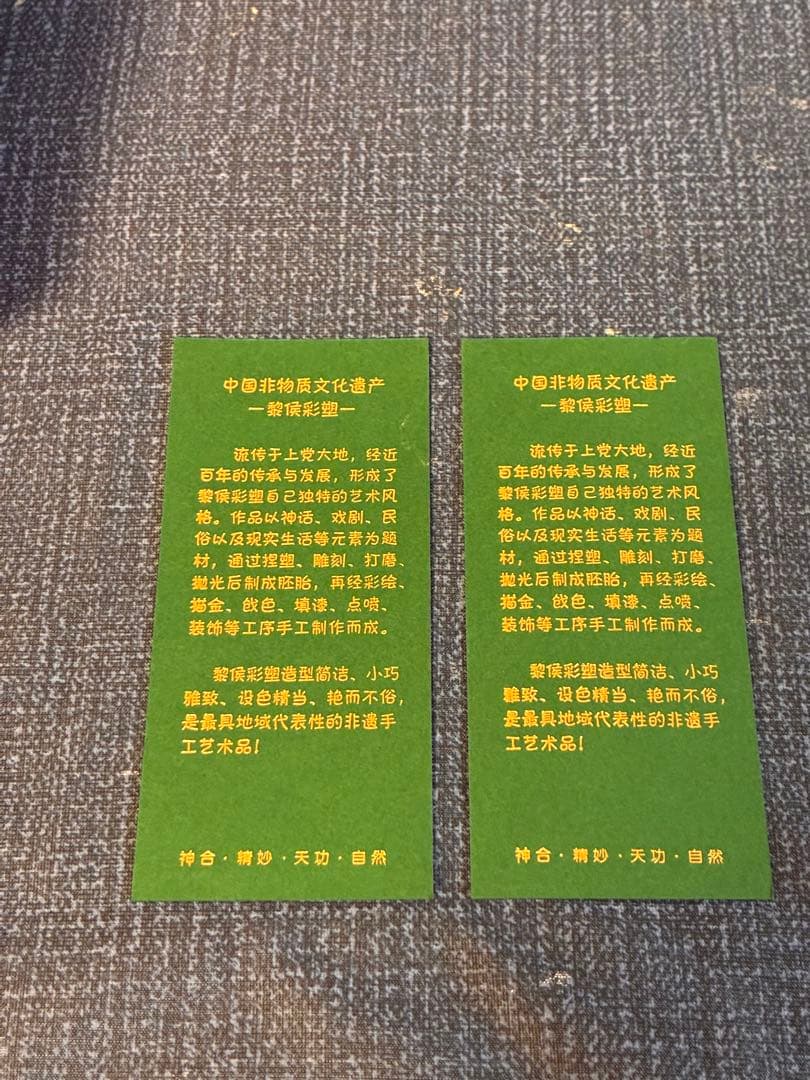 中国非物质文化遗产
—黎侯彩塑—
流传于上党大地，经近
百年的传承与发展，形成了
黎侯彩塑自己独特的艺术风
格。作品以神话、戏剧、民
俗以及现实生活等元素为题
材，通过捏塑、雕刻、打磨、
抛光后制成胚胎，再经彩绘、
描金、戗色、填漆、点喷、
装饰等工序手工制作而成。
黎侯彩塑造型简洁、小巧
雅致、设色精当、艳而不俗，
是最具地域代表性的非遗手
工艺术品！
神合·精妙·天功·自然
中国非物质文化遗产
—黎侯彩塑—
流传于上党大地，经近
百年的传承与发展，形成了
黎侯彩塑自己独特的艺术风
格。作品以神话、戏剧、民
俗以及现实生活等元素为题
材，通过捏塑、雕刻、打磨、
抛光后制成胚胎，再经彩绘、
描金、戗色、填漆、点喷、
装饰等工序手工制作而成。
黎侯彩塑造型简洁、小巧
雅致、设色精当、艳而不俗，
是最具地域代表性的非遗手
工艺术品！
神合·精妙·天功·自然